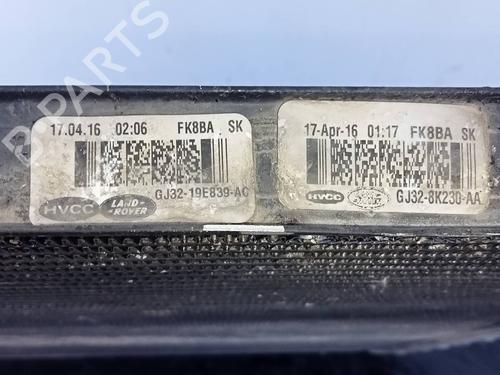 17.04.16 02:06 FK8BA SK
GJ32-19E839-AC
HVCC LAND-ROVER
17-Apr-16 01:17 FK8BA SK
HVCC GJ32-8K230-AA
B-PARTS